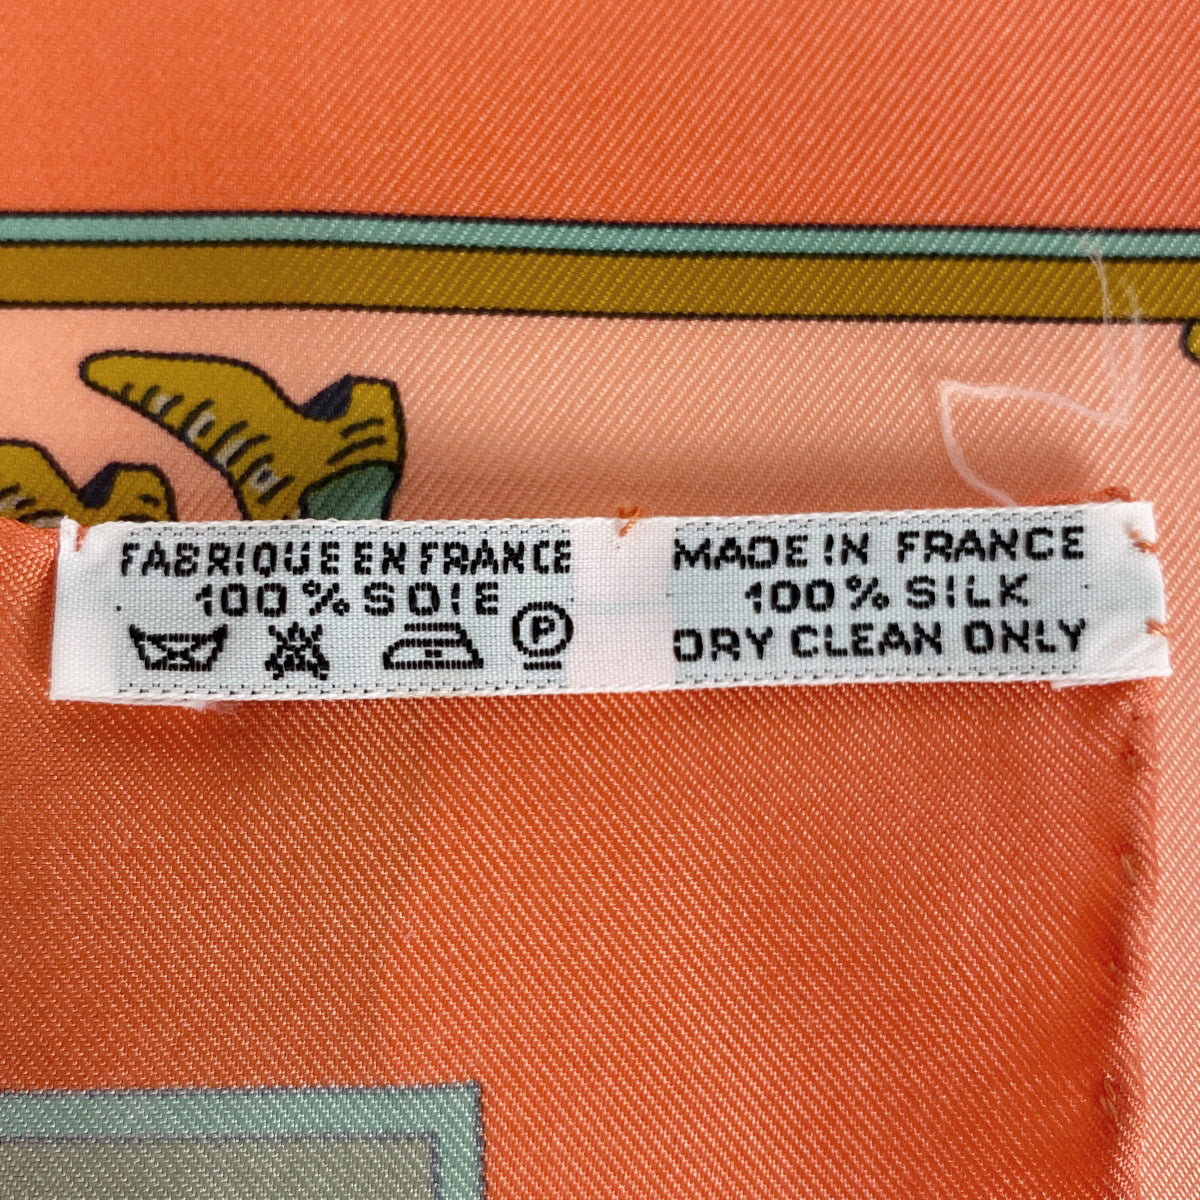 FABRIQUE EN FRANCE
100% SOIE
P
MADE IN FRANCE
100% SILK
DRY CLEAN ONLY